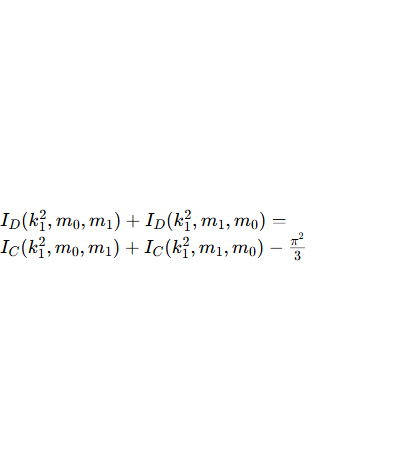 I_D(k_1^2, m_0, m_1) + I_D(k_1^2, m_1, m_0) =
I_C(k_1^2, m_0, m_1) + I_C(k_1^2, m_1, m_0) − \frac{π^2}{3}